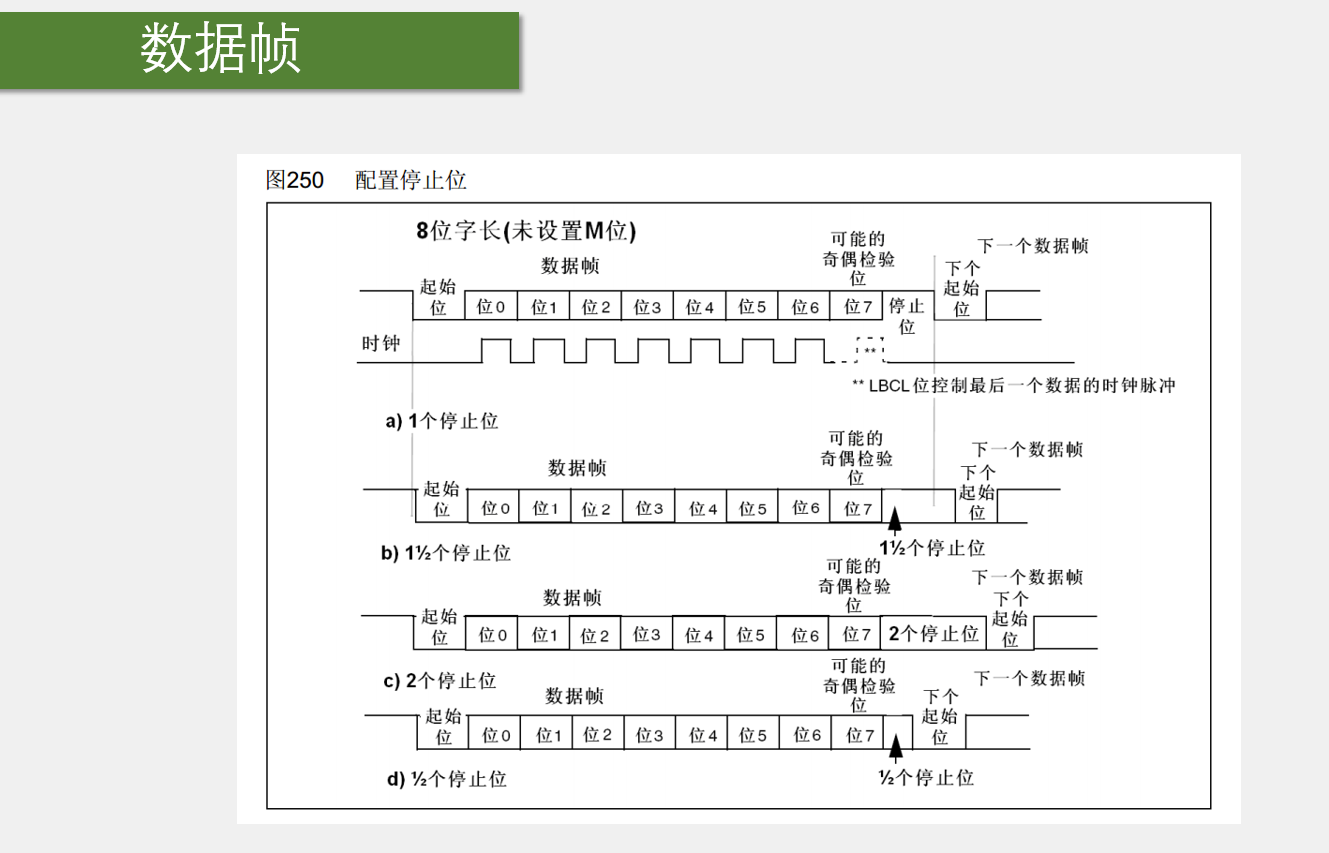 数据帧
图250 配置停止位
8位字长(未设置M位)
可能的
奇偶检验
位
下一个数据帧
数据帧
下个
起始
位
起始
位
位0 位1 位2 位3 位4 位5 位6 位7
停止
位
时钟
**
** LBCL位控制最后一个数据的时钟脉冲
a) 1个停止位
可能的
奇偶检验
位
下一个数据帧
数据帧
下个
起始
位
起始
位
位0 位1 位2 位3 位4 位5 位6 位7
b) 1½个停止位
1½个停止位
可能的
奇偶检验
位
下一个数据帧
数据帧
下个
起始
位
起始
位
位0 位1 位2 位3 位4 位5 位6 位7 2个停止位
c) 2个停止位
可能的
奇偶检验
位
下一个数据帧
数据帧
下个
起始
位
起始
位
位0 位1 位2 位3 位4 位5 位6 位7
d) ½个停止位
½个停止位